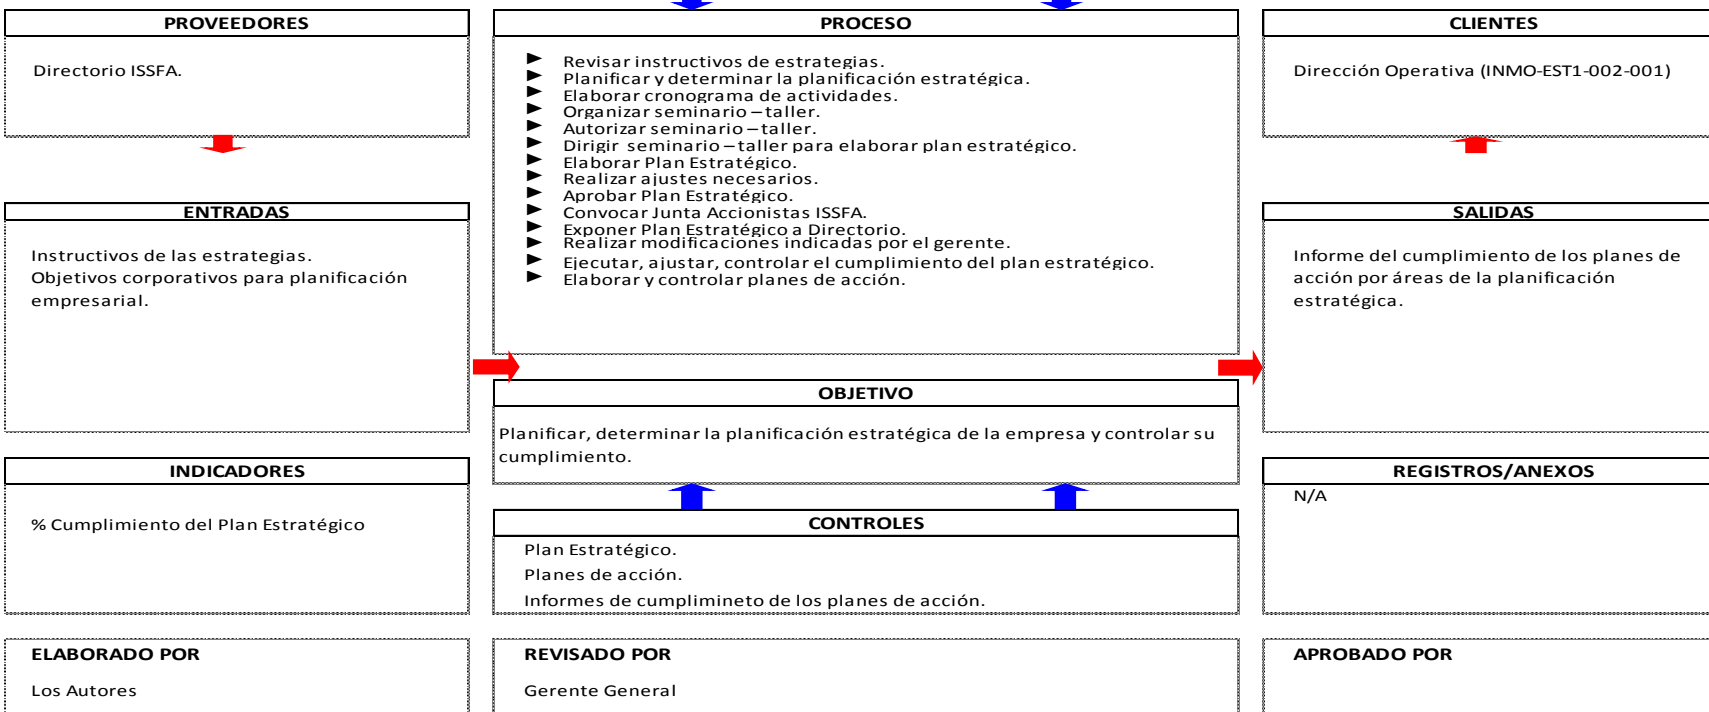 PROVEEDORES
Directorio ISSFA.
PROCESO
Revisar instructivos de estrategias.
Planificar y determinar la planificación estratégica.
Elaborar cronograma de actividades.
Organizar seminario – taller.
Autorizar seminario – taller.
Dirigir seminario – taller para elaborar plan estratégico.
Elaborar Plan Estratégico.
Realizar ajustes necesarios.
Aprobar Plan Estratégico.
Convocar Junta Accionistas ISSFA.
Exponer Plan Estratégico a Directorio.
Realizar modificaciones indicadas por el gerente.
Ejecutar, ajustar, controlar el cumplimiento del plan estratégico.
Elaborar y controlar planes de acción.
CLIENTES
Dirección Operativa (INMO-EST1-002-001)
ENTRADAS
Instructivos de las estrategias.
Objetivos corporativos para planificación
empresarial.
SALIDAS
Informe del cumplimiento de los planes de
acción por áreas de la planificación
estratégica.
OBJETIVO
Planificar, determinar la planificación estratégica de la empresa y controlar su
cumplimiento.
INDICADORES
% Cumplimiento del Plan Estratégico
CONTROLES
Plan Estratégico.
Planes de acción.
Informes de cumplimineto de los planes de acción.
REGISTROS/ANEXOS
N/A
ELABORADO POR
Los Autores
REVISADO POR
Gerente General
APROBADO POR